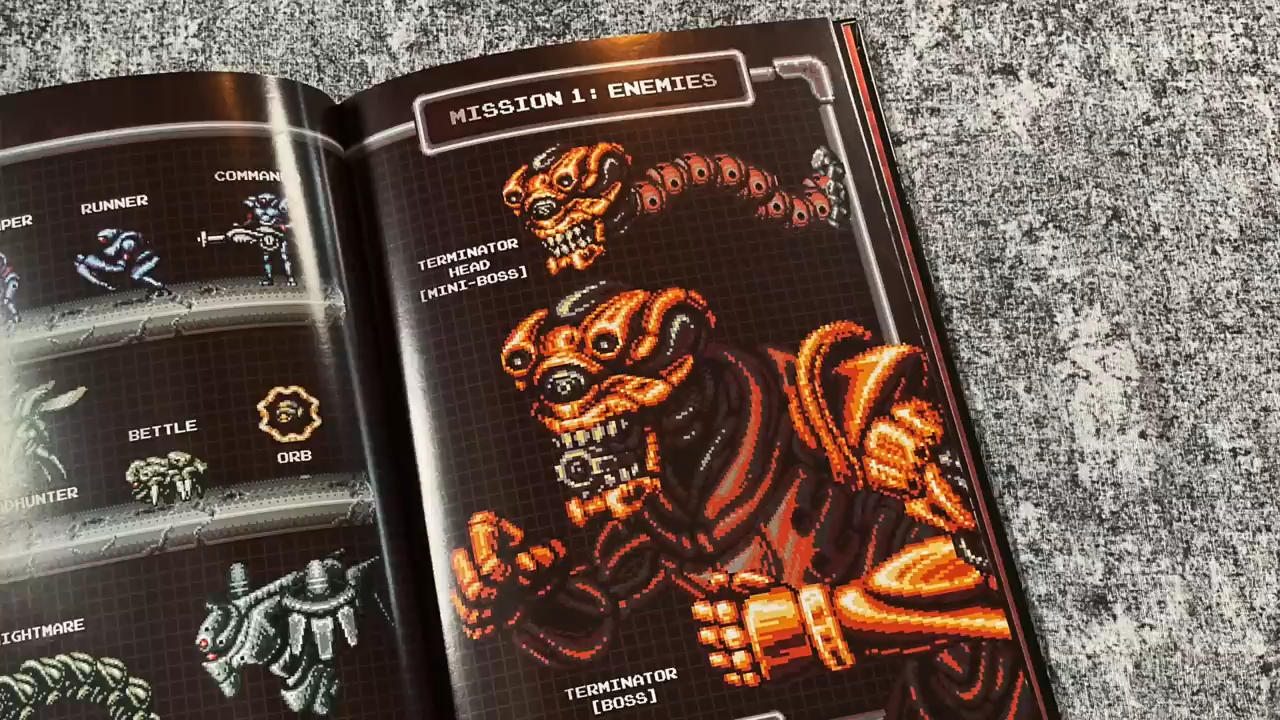 COMMAN
RUNNER
PER
BETTLE
ORB
DHUNTER
IGHTMARE
MISSION 1: ENEMIES
TERMINATOR
HEAD
[MINI-BOSS]
TERMINATOR
[BOSS]